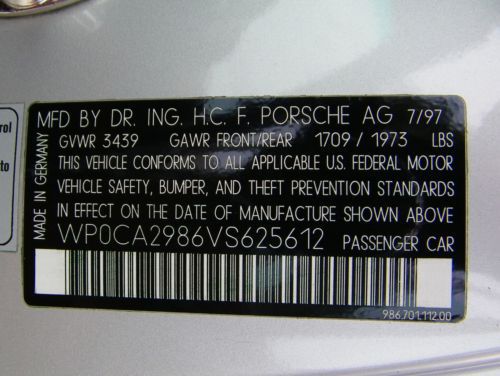 MFD BY DR. ING. H.C. F. PORSCHE AG 7/97
GVWR 3439 GAWR FRONT/REAR 1709 / 1973 LBS
THIS VEHICLE CONFORMS TO ALL APPLICABLE U.S. FEDERAL MOTOR
VEHICLE SAFETY, BUMPER, AND THEFT PREVENTION STANDARDS
IN EFFECT ON THE DATE OF MANUFACTURE SHOWN ABOVE
WP0CA2986VS625612 PASSENGER CAR
986.701.112.00
MADE IN GERMANY
rol
to